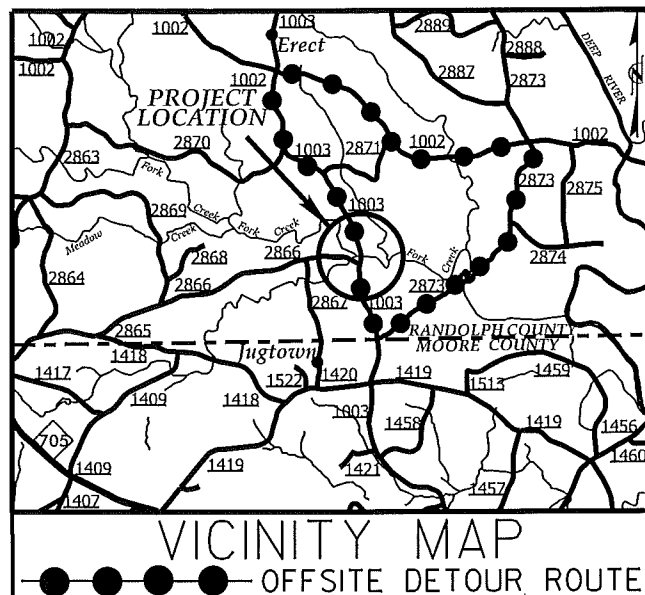 1002
1002
1002
1003
Erect
1002
2889
2888
2887
2873
DEEP
RIVER
N
PROJECT
LOCATION
2870
1003
2871
1002
1002
2863
Fork
Creek
2869
Meadow
Creek
Fork
Creek
2868
2866
2866
1003
2873
2875
Fork
Creek
2874
2864
2867
2873
1003
2865
RANDOLPH COUNTY
MOORE COUNTY
1418
Jugtown
1417
1409
1418
1522
1420
1419
1513
1459
1003
1458
1419
1456
705
1409
1419
1421
1457
1460
1407
VICINITY MAP
OFFSITE DETOUR ROUTE